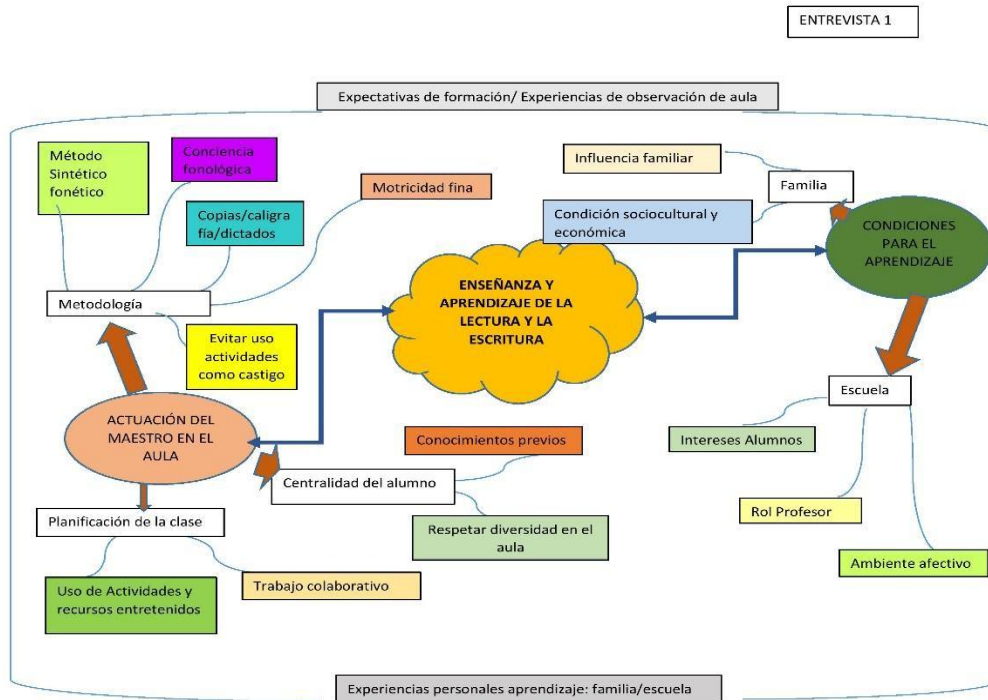 ENTREVISTA 1
Expectativas de formación/ Experiencias de observación de aula
Método
Sintético
fonético
Conciencia
fonológica
Copias/caligra
fía/dictados
Motricidad fina
Metodología
Evitar uso
actividades
como castigo
ACTUACIÓN DEL
MAESTRO EN EL
AULA
Planificación de la clase
Uso de Actividades y
recursos entretenidos
Trabajo colaborativo
Centralidad del alumno
Conocimientos previos
Respetar diversidad en el
aula
ENSEÑANZA Y
APRENDIZAJE DE LA
LECTURA Y LA
ESCRITURA
Influencia familiar
Familia
Condición sociocultural y
económica
CONDICIONES
PARA EL
APRENDIZAJE
Escuela
Intereses Alumnos
Rol Profesor
Ambiente afectivo
Experiencias personales aprendizaje: familia/escuela